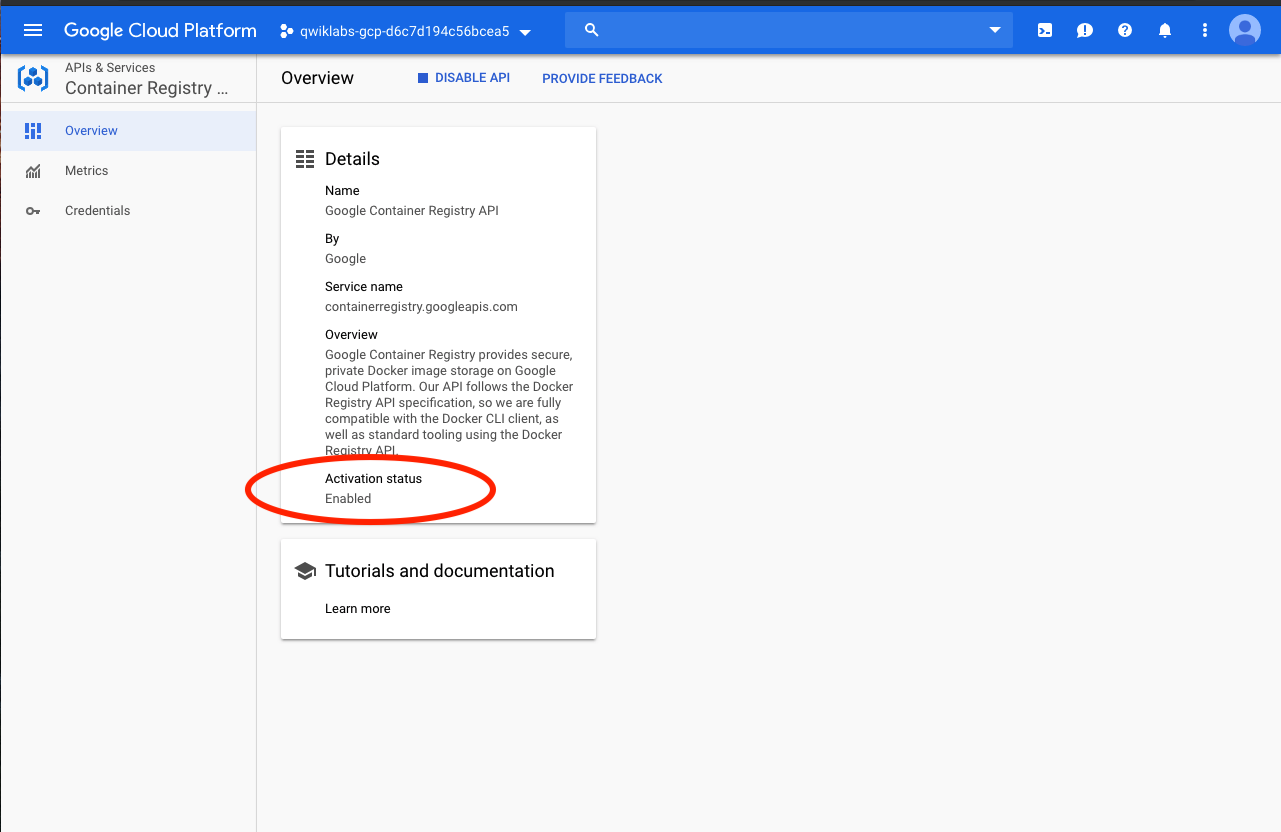 Google Cloud Platform
qwiklabs-gcp-d6c7d194c56bcea5
APIs & Services
Container Registry ...
Overview
DISABLE API
PROVIDE FEEDBACK
Overview
Metrics
Credentials
Details
Name
Google Container Registry API
By
Google
Service name
containerregistry.googleapis.com
Overview
Google Container Registry provides secure,
private Docker image storage on Google
Cloud Platform. Our API follows the Docker
Registry API specification, so we are fully
compatible with the Docker CLI client, as
well as standard tooling using the Docker
Registry API.
Activation status
Enabled
Tutorials and documentation
Learn more